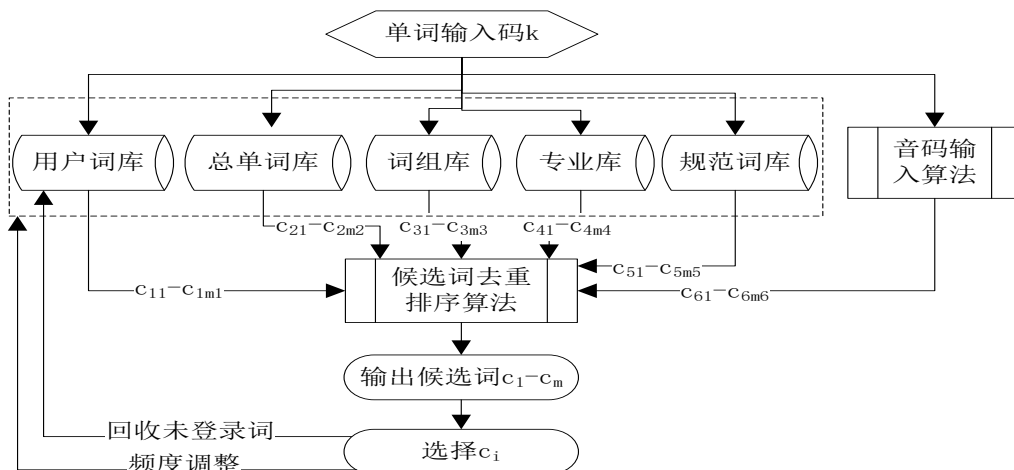 单词输入码k
用户词库
总单词库
词组库
专业库
规范词库
音码输
入算法
c21-c2m2
c31-c3m3
c41-c4m4
c51-c5m5
c11-c1m1
候选词去重
排序算法
c61-c6m6
输出候选词c1-cm
回收未登录词
选择ci
频度调整